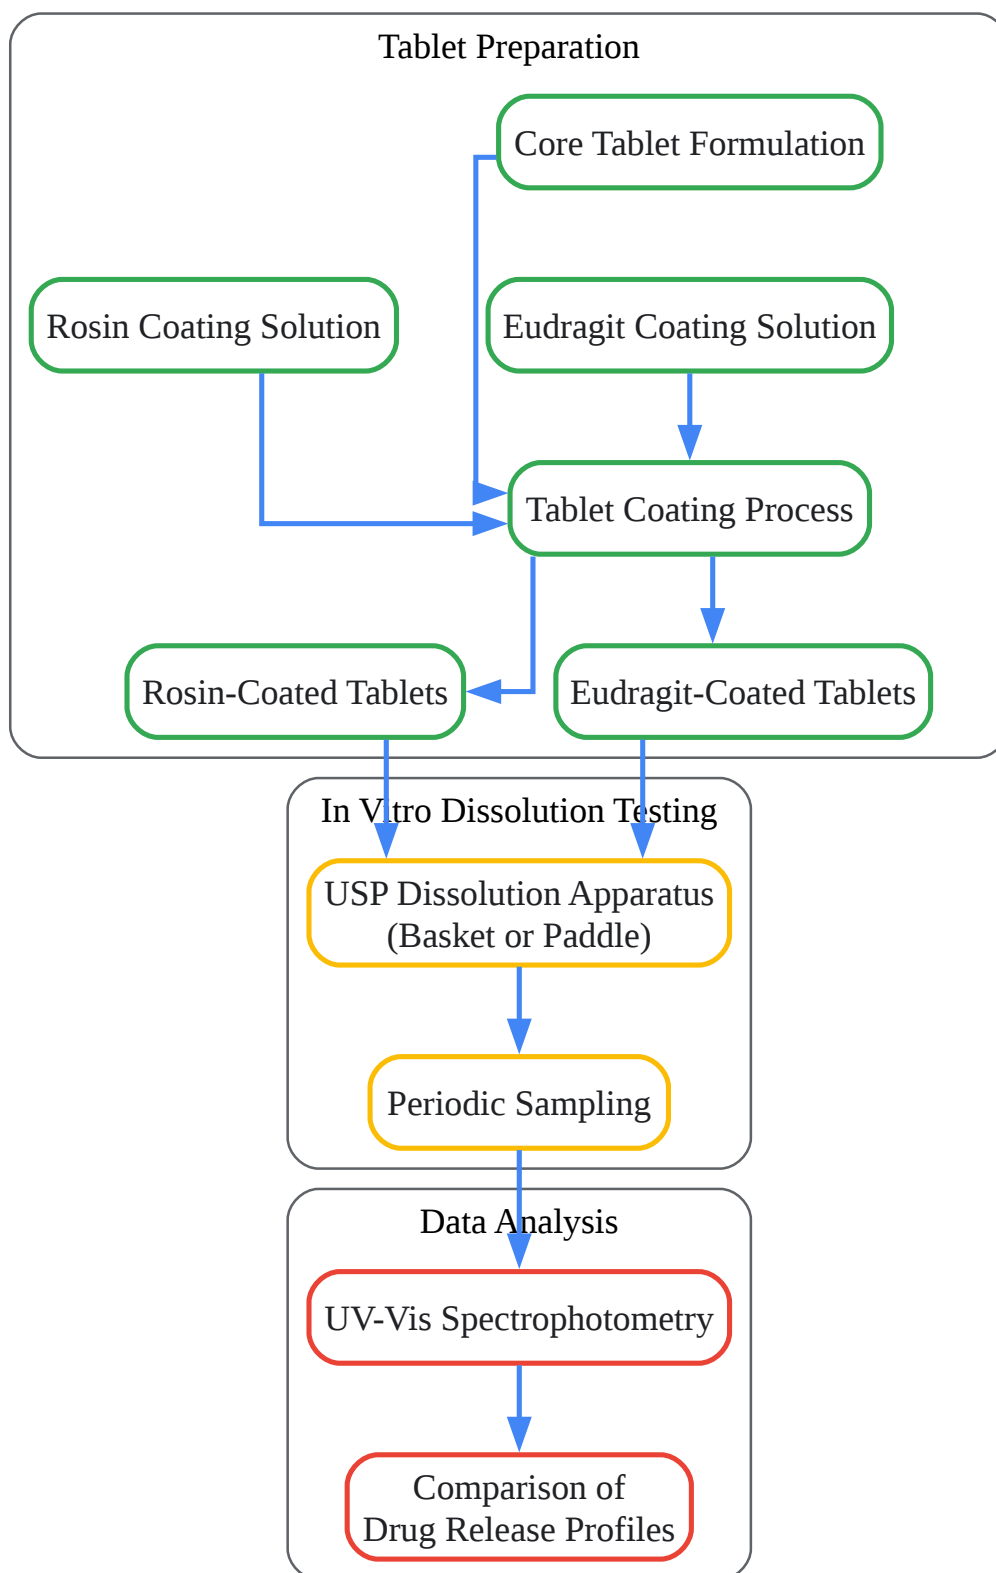 Tablet Preparation
Core Tablet Formulation
Rosin Coating Solution
Eudragit Coating Solution
Tablet Coating Process
Rosin-Coated Tablets
Eudragit-Coated Tablets
In Vitro Dissolution Testing
USP Dissolution Apparatus
(Basket or Paddle)
Periodic Sampling
Data Analysis
UV-Vis Spectrophotometry
Comparison of
Drug Release Profiles